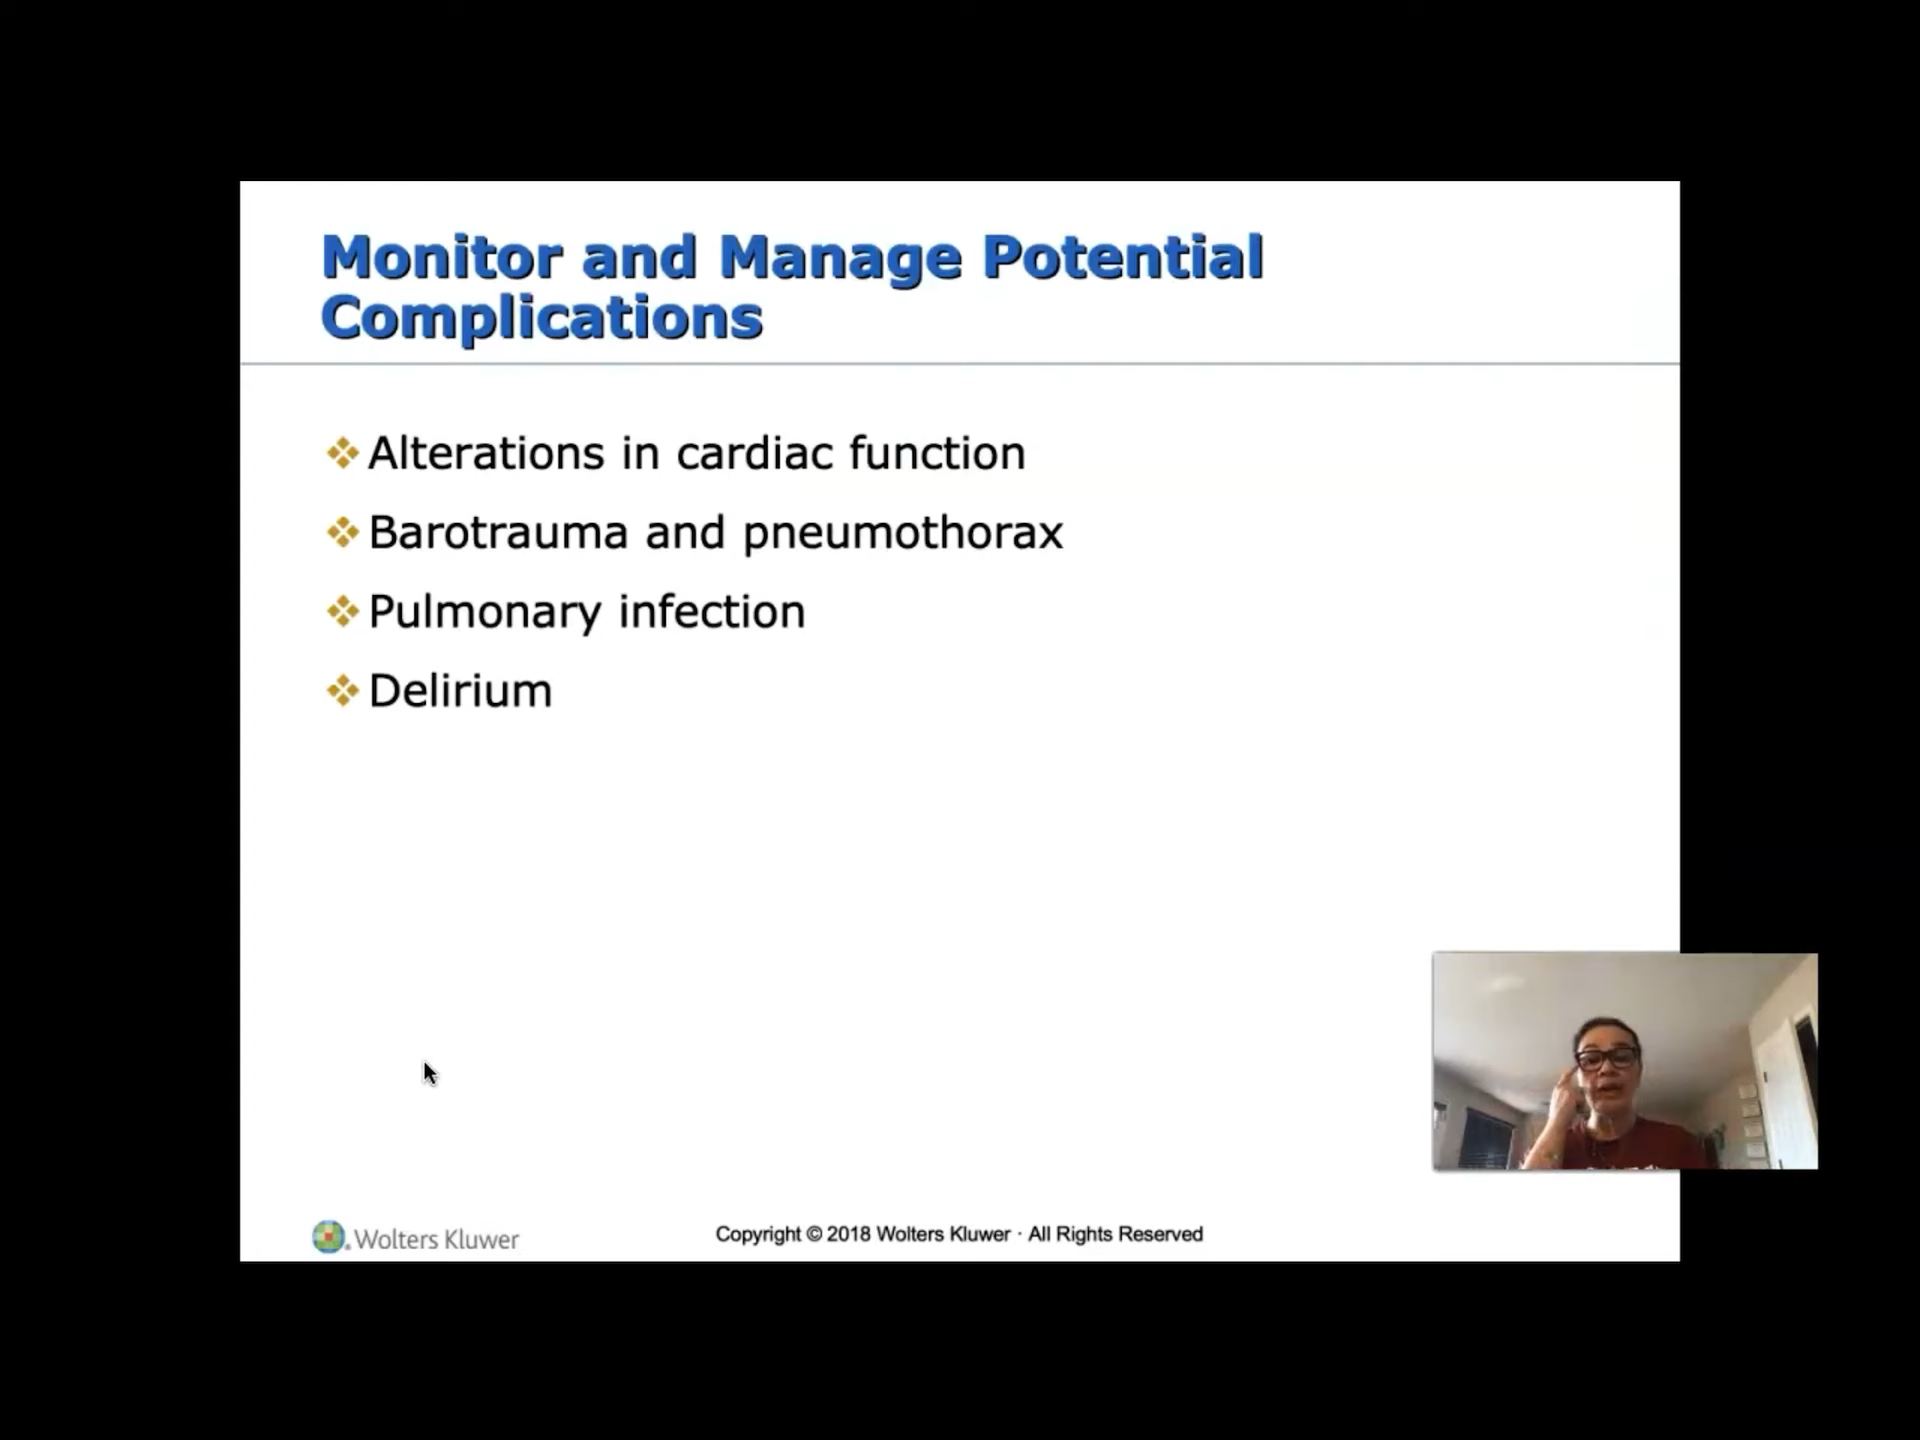 Monitor and Manage Potential
Complications
Alterations in cardiac function
Barotrauma and pneumothorax
Pulmonary infection
Delirium
Wolters Kluwer
Copyright © 2018 Wolters Kluwer · All Rights Reserved